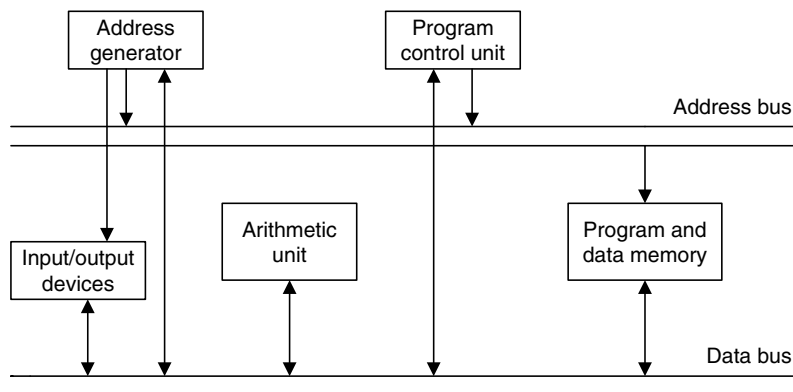 Address
generator
Program
control unit
Address bus
Input/output
devices
Arithmetic
unit
Program and
data memory
Data bus